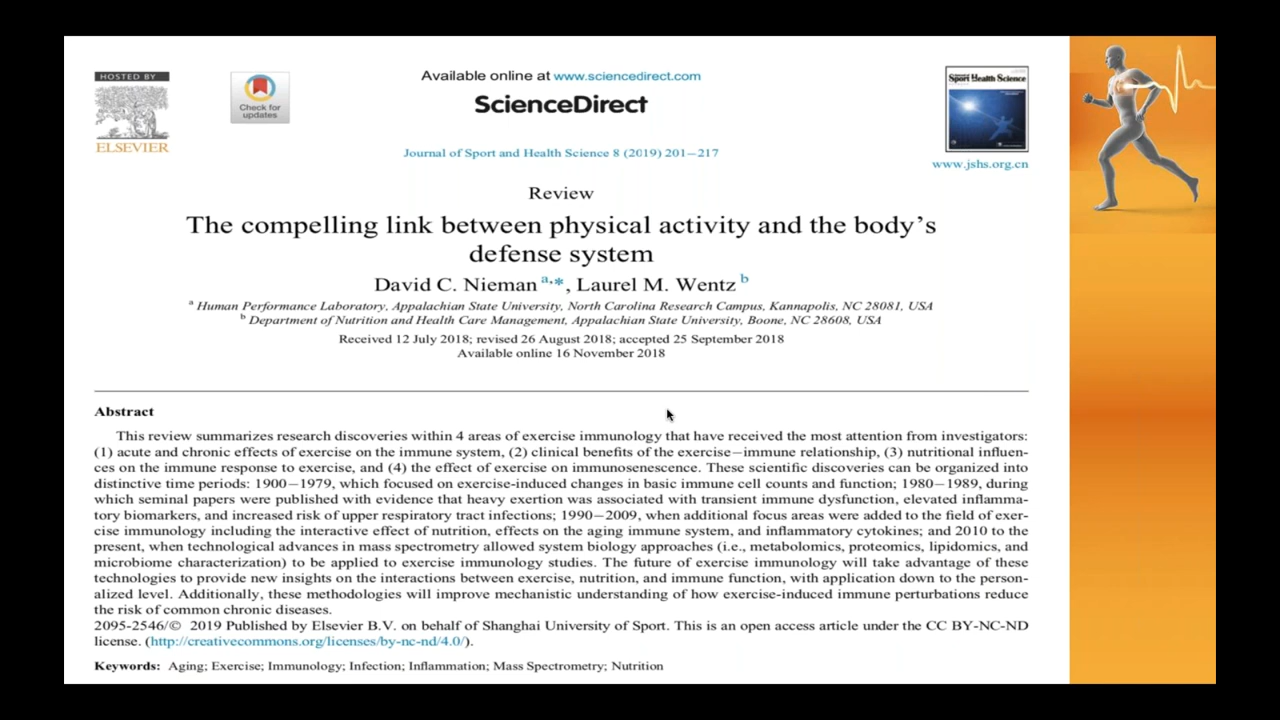 HOSTED BY
ELSEVIER
Check for
updates
Available online at www.sciencedirect.com
ScienceDirect
Journal of Sport and Health Science 8 (2019) 201–217
Sport Health Science
www.jshs.org.cn
Review
The compelling link between physical activity and the body's
defense system
David C. Nieman a,*, Laurel M. Wentz b
a Human Performance Laboratory, Appalachian State University, North Carolina Research Campus, Kannapolis, NC 28081, USA
b Department of Nutrition and Health Care Management, Appalachian State University, Boone, NC 28608, USA
Received 12 July 2018; revised 26 August 2018; accepted 25 September 2018
Available online 16 November 2018
Abstract
This review summarizes research discoveries within 4 areas of exercise immunology that have received the most attention from investigators:
(1) acute and chronic effects of exercise on the immune system, (2) clinical benefits of the exercise–immune relationship, (3) nutritional influen-
ces on the immune response to exercise, and (4) the effect of exercise on immunosenescence. These scientific discoveries can be organized into
distinctive time periods: 1900–1979, which focused on exercise-induced changes in basic immune cell counts and function; 1980–1989, during
which seminal papers were published with evidence that heavy exertion was associated with transient immune dysfunction, elevated inflamma-
tory biomarkers, and increased risk of upper respiratory tract infections; 1990–2009, when additional focus areas were added to the field of exer-
cise immunology including the interactive effect of nutrition, effects on the aging immune system, and inflammatory cytokines; and 2010 to the
present, when technological advances in mass spectrometry allowed system biology approaches (i.e., metabolomics, proteomics, lipidomics, and
microbiome characterization) to be applied to exercise immunology studies. The future of exercise immunology will take advantage of these
technologies to provide new insights on the interactions between exercise, nutrition, and immune function, with application down to the person-
alized level. Additionally, these methodologies will improve mechanistic understanding of how exercise-induced immune perturbations reduce
the risk of common chronic diseases.
2095-2546/© 2019 Published by Elsevier B.V. on behalf of Shanghai University of Sport. This is an open access article under the CC BY-NC-ND
license. (http://creativecommons.org/licenses/by-nc-nd/4.0/).
Keywords: Aging; Exercise; Immunology; Infection; Inflammation; Mass Spectrometry; Nutrition